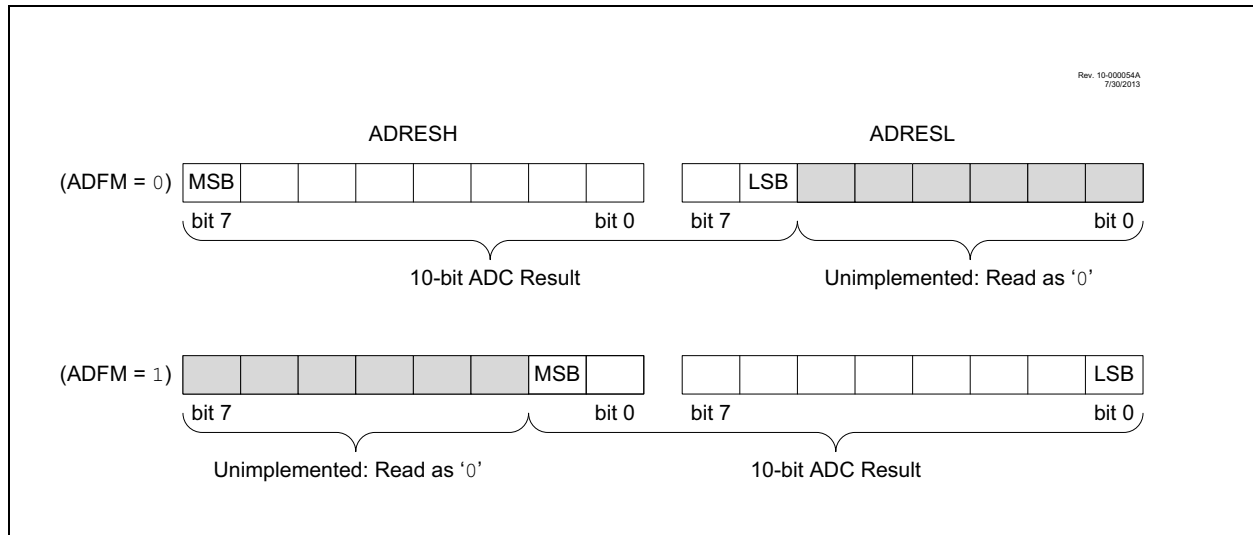 Rev. 10-000054A
7/30/2013
ADRESH ADRESL
(ADFM = 0) MSB LSB
bit 7 bit 0 bit 7 bit 0
10-bit ADC Result Unimplemented: Read as ‘0’
(ADFM = 1) MSB LSB
bit 7 bit 0 bit 7 bit 0
Unimplemented: Read as ‘0’ 10-bit ADC Result